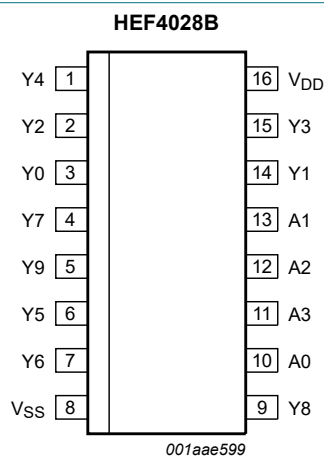 HEF4028B
Y4 1 16 VDD
Y2 2 15 Y3
Y0 3 14 Y1
Y7 4 13 A1
Y9 5 12 A2
Y5 6 11 A3
Y6 7 10 A0
VSS 8 9 Y8
001aae599